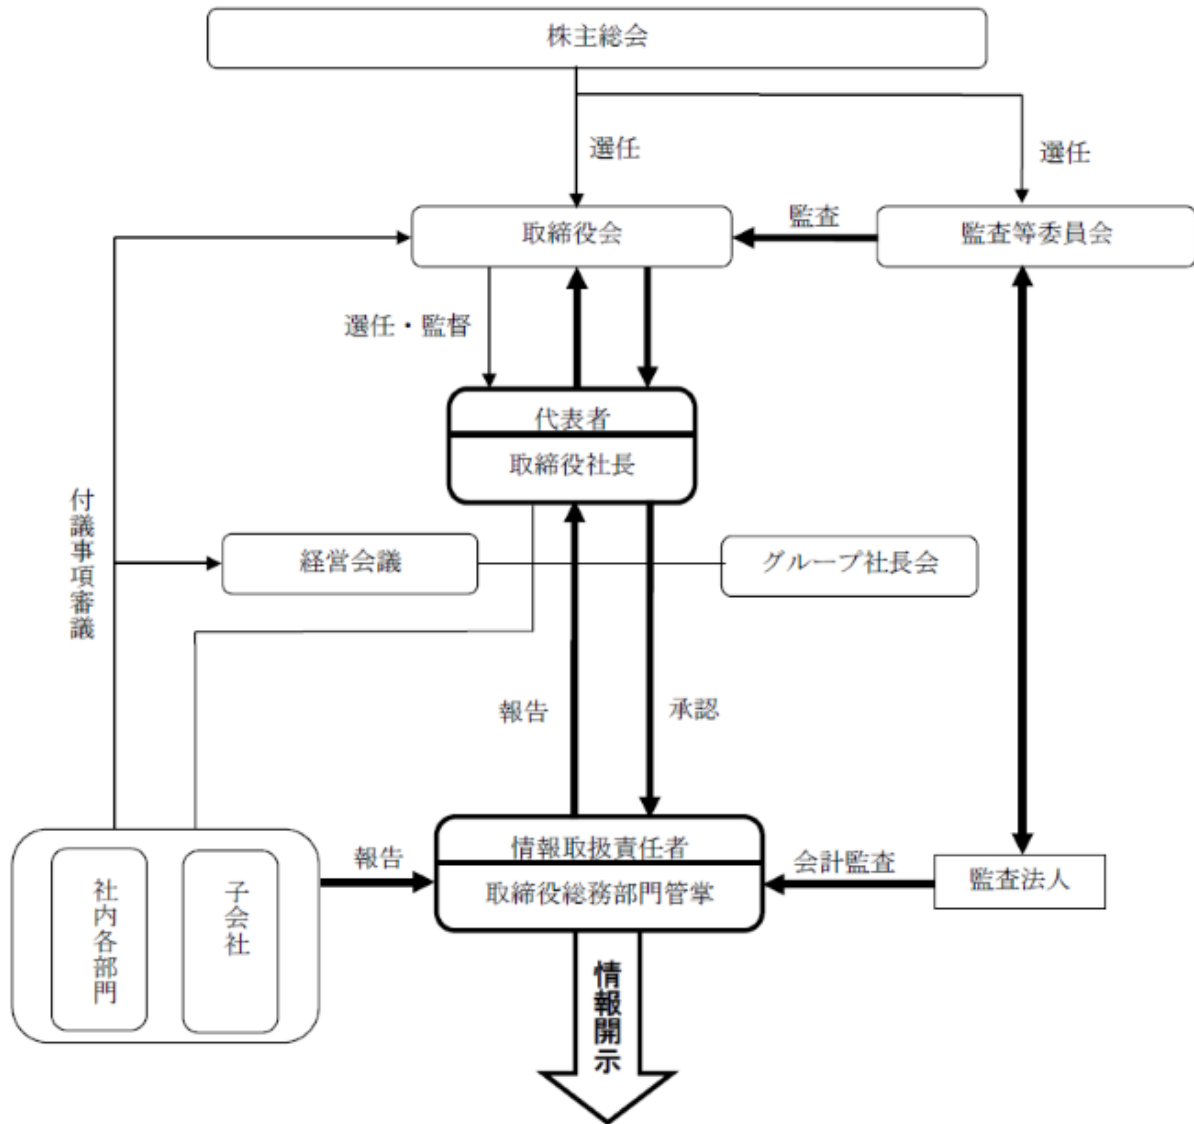 株主総会
選任
選任
取締役会
監査
監査等委員会
選任・監督
代表者
取締役社長
付議事項審議
経営会議
グループ社長会
報告
承認
社内各部門
子会社
報告
情報取扱責任者
取締役総務部門管掌
会計監査
監査法人
情報開示